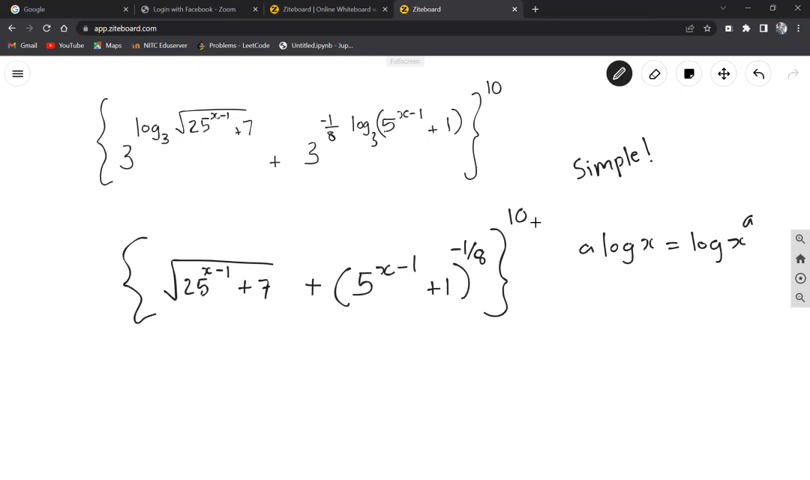 Google
Login with Facebook - Zoom
Ziteboard | Online Whiteboard w
Ziteboard
app.ziteboard.com
Gmail
YouTube
Maps
NITC Eduserver
Problems - LeetCode
Untitled.ipynb - Jup...
Fullscreen
{ 3^{log_3 √(25^{x-1}+7)} + 3^{-1/8 log_3 (5^{x-1} + 1)} }^{10}
Simple!
{ √(25^{x-1} + 7) + (5^{x-1} + 1)^{-1/8} }^{10} +
a log x = log x^a